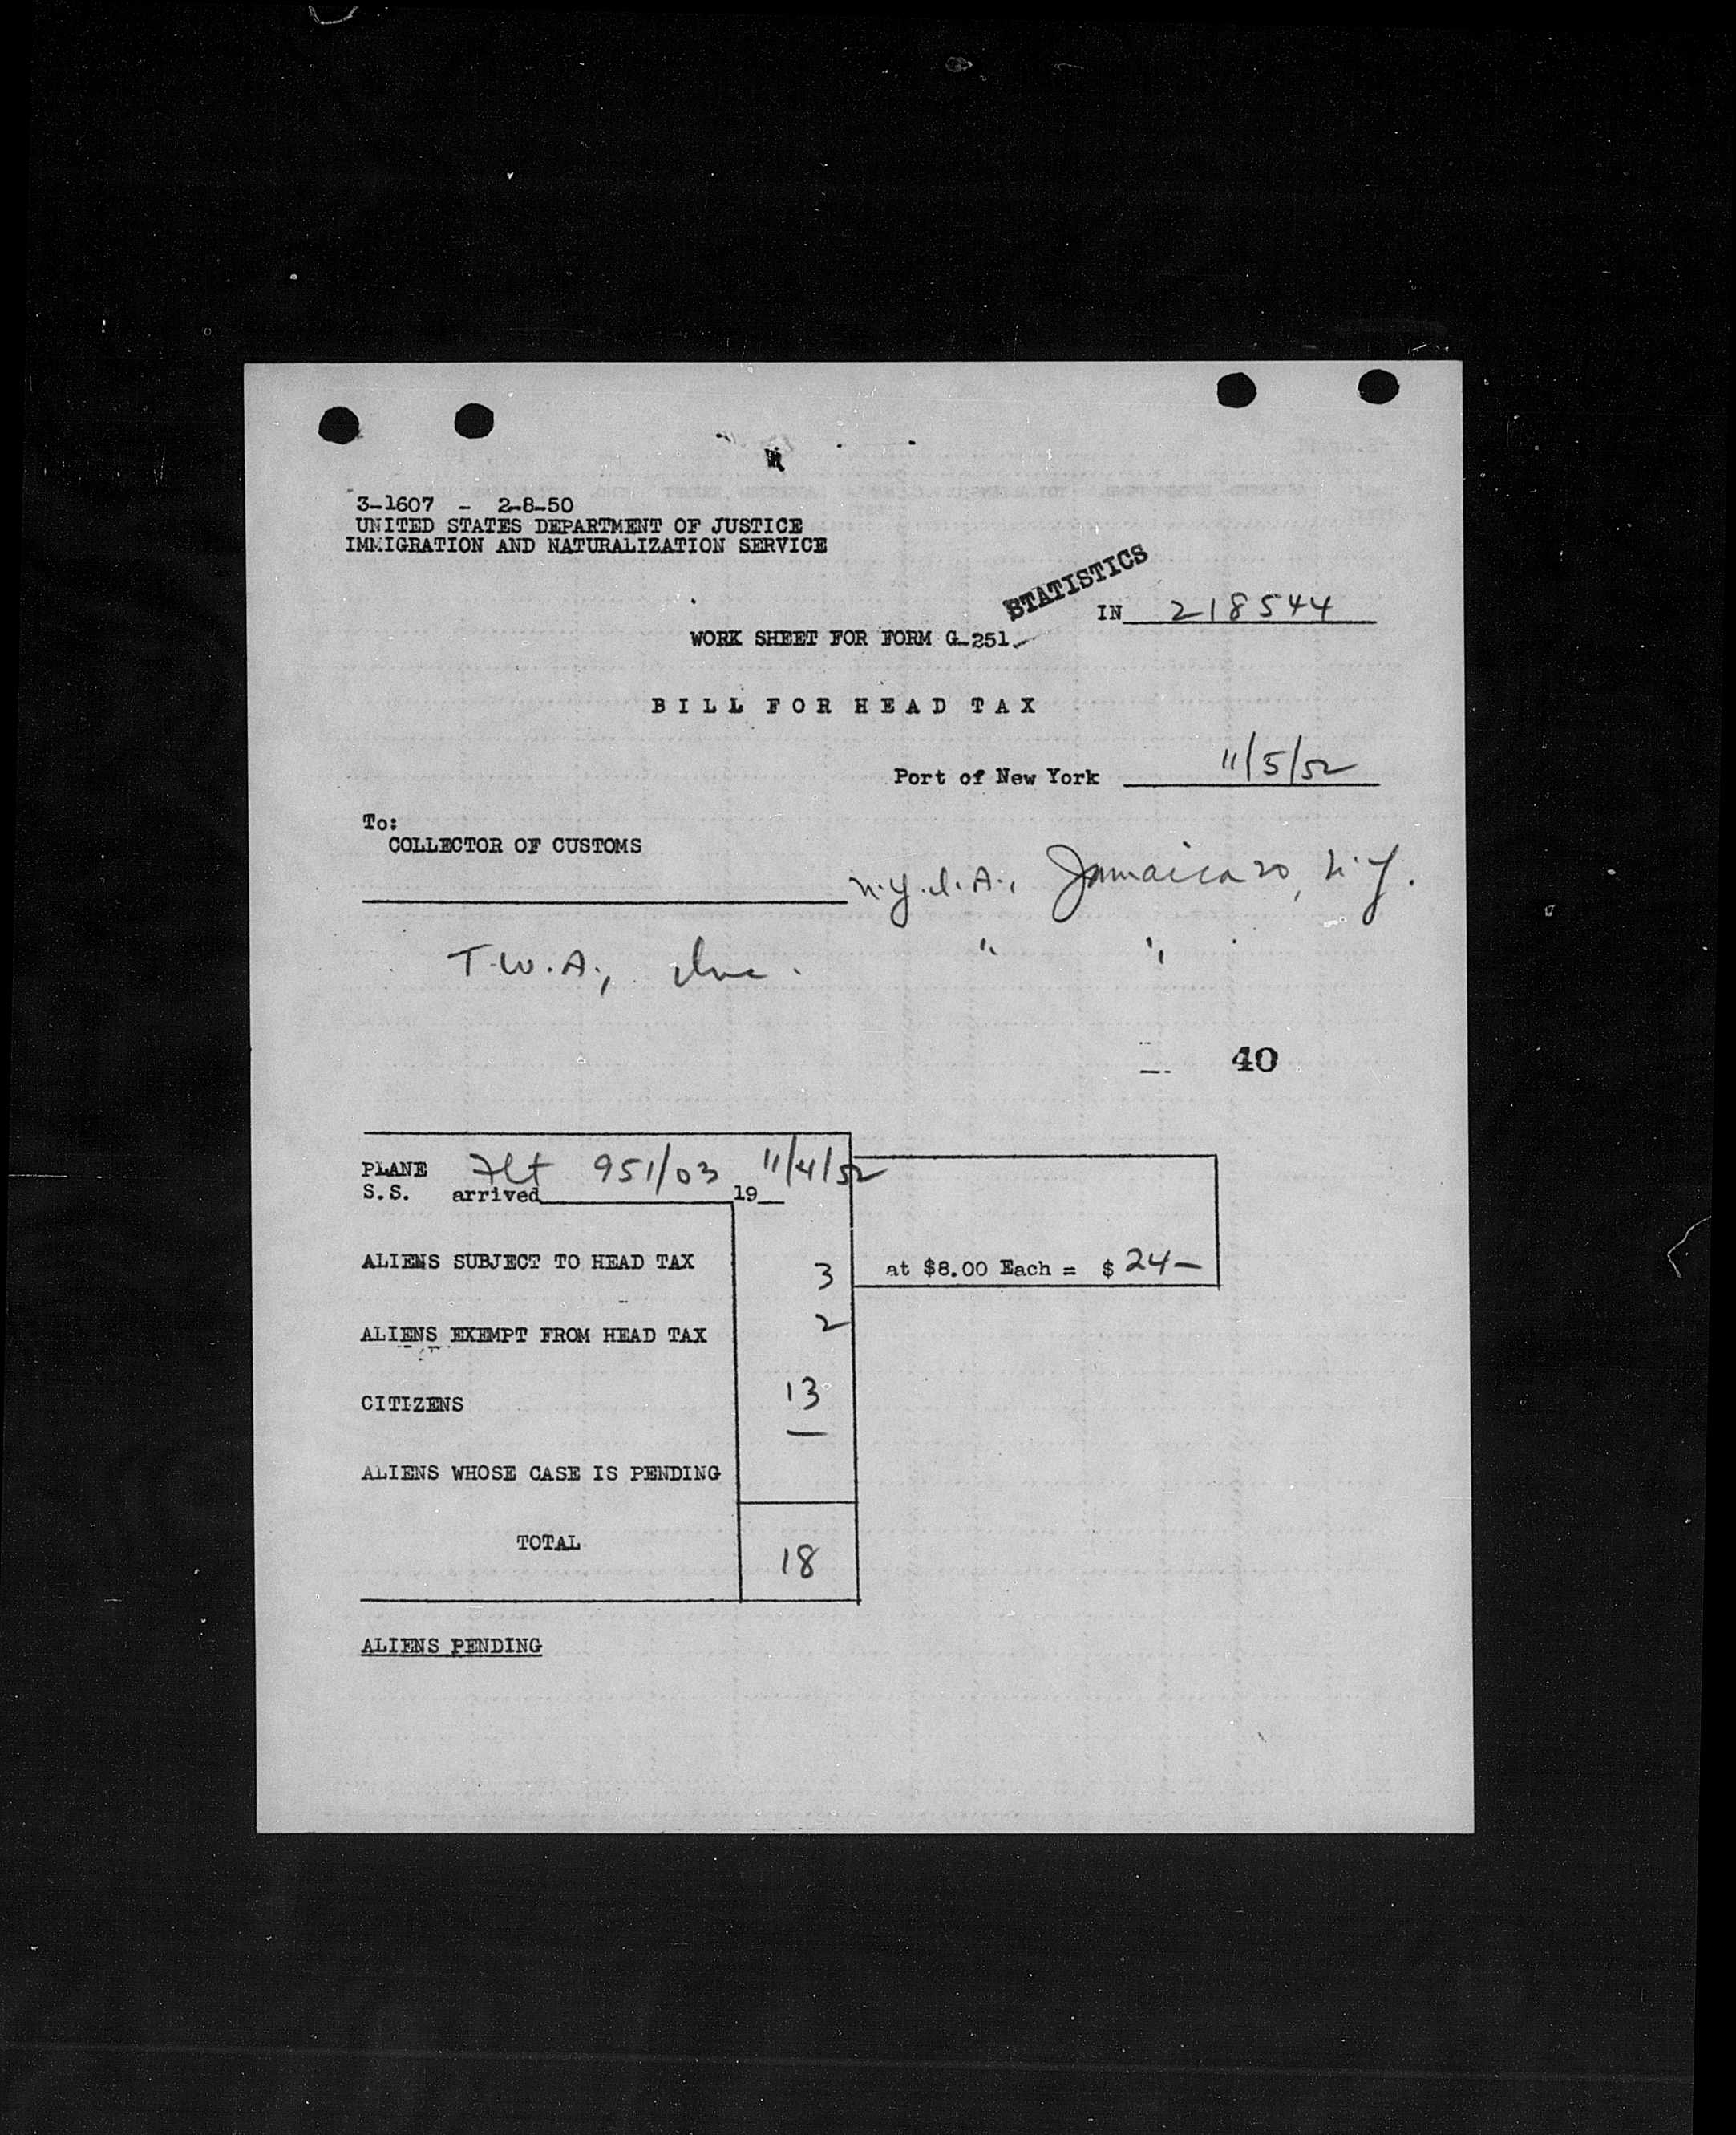 3-1607 - 2-8-50
UNITED STATES DEPARTMENT OF JUSTICE
IMMIGRATION AND NATURALIZATION SERVICE
STATISTICS
IN 218544
WORK SHEET FOR FORM G-251
BILL FOR HEAD TAX
Port of New York 11/5/52
To:
COLLECTOR OF CUSTOMS
N.Y.I.A., Jamaica 20, N.Y.
T.W.A., Inc. " "
40
PLANE Flt 951/03 11/4/52
S.S. arrived 19
ALIENS SUBJECT TO HEAD TAX 3 at $8.00 Each = $ 24—
ALIENS EXEMPT FROM HEAD TAX 2
CITIZENS 13
ALIENS WHOSE CASE IS PENDING —
TOTAL 18
ALIENS PENDING